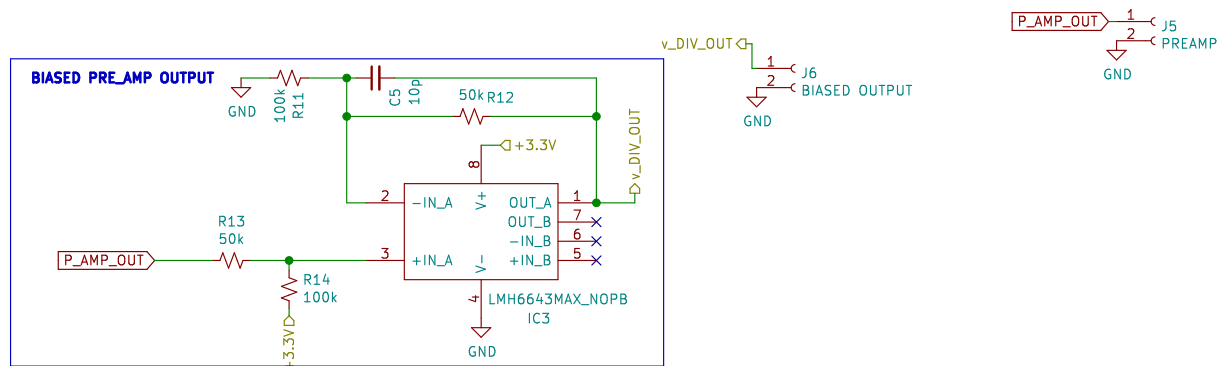 P_AMP_OUT
1
J5
2
PREAMP
GND
v_DIV_OUT
1
J6
2
BIASED OUTPUT
GND
BIASED PRE_AMP OUTPUT
GND
100k
R11
C5
10p
50k
R12
+3.3V
v_DIV_OUT
8
2
-IN_A
V+
OUT_A
1
OUT_B
7
-IN_B
6
+IN_B
5
R13
50k
P_AMP_OUT
3
+IN_A
V-
R14
100k
4
LMH6643MAX_NOPB
IC3
+3.3V
GND